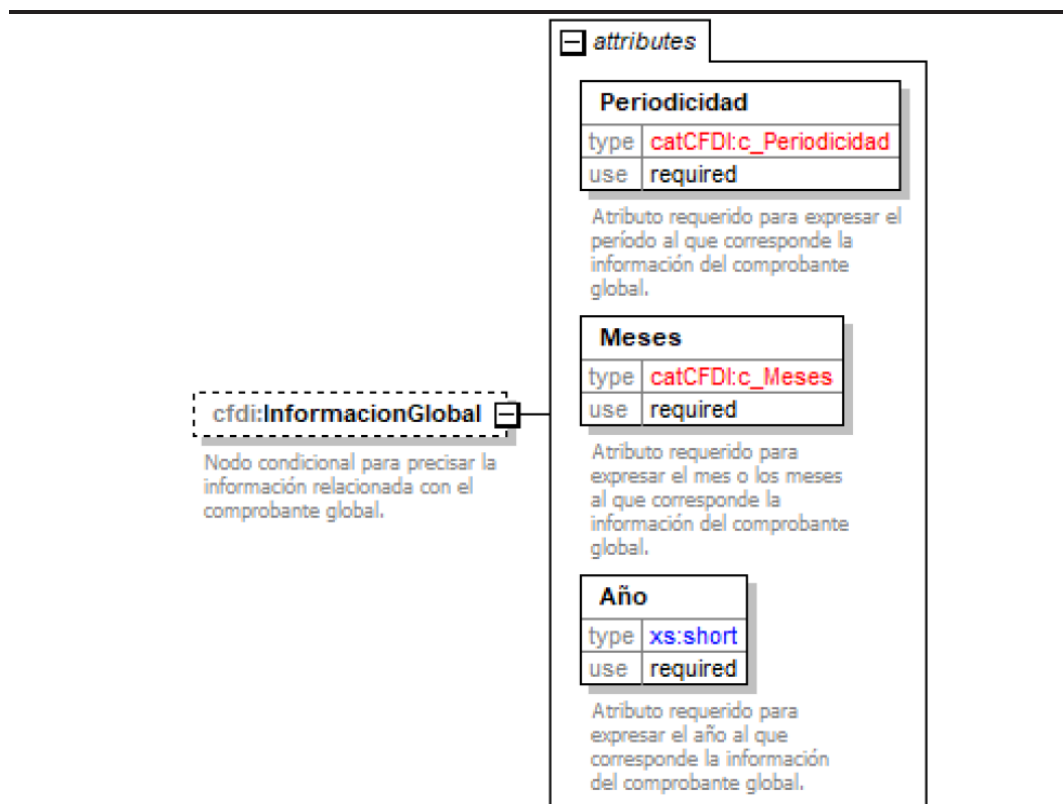 attributes
Periodicidad
type catCFDI:c_Periodicidad
use required
Atributo requerido para expresar el
período al que corresponde la
información del comprobante
global.
Meses
type catCFDI:c_Meses
use required
Atributo requerido para
expresar el mes o los meses
al que corresponde la
información del comprobante
global.
cfdi:InformacionGlobal
Nodo condicional para precisar la
información relacionada con el
comprobante global.
Año
type xs:short
use required
Atributo requerido para
expresar el año al que
corresponde la información
del comprobante global.